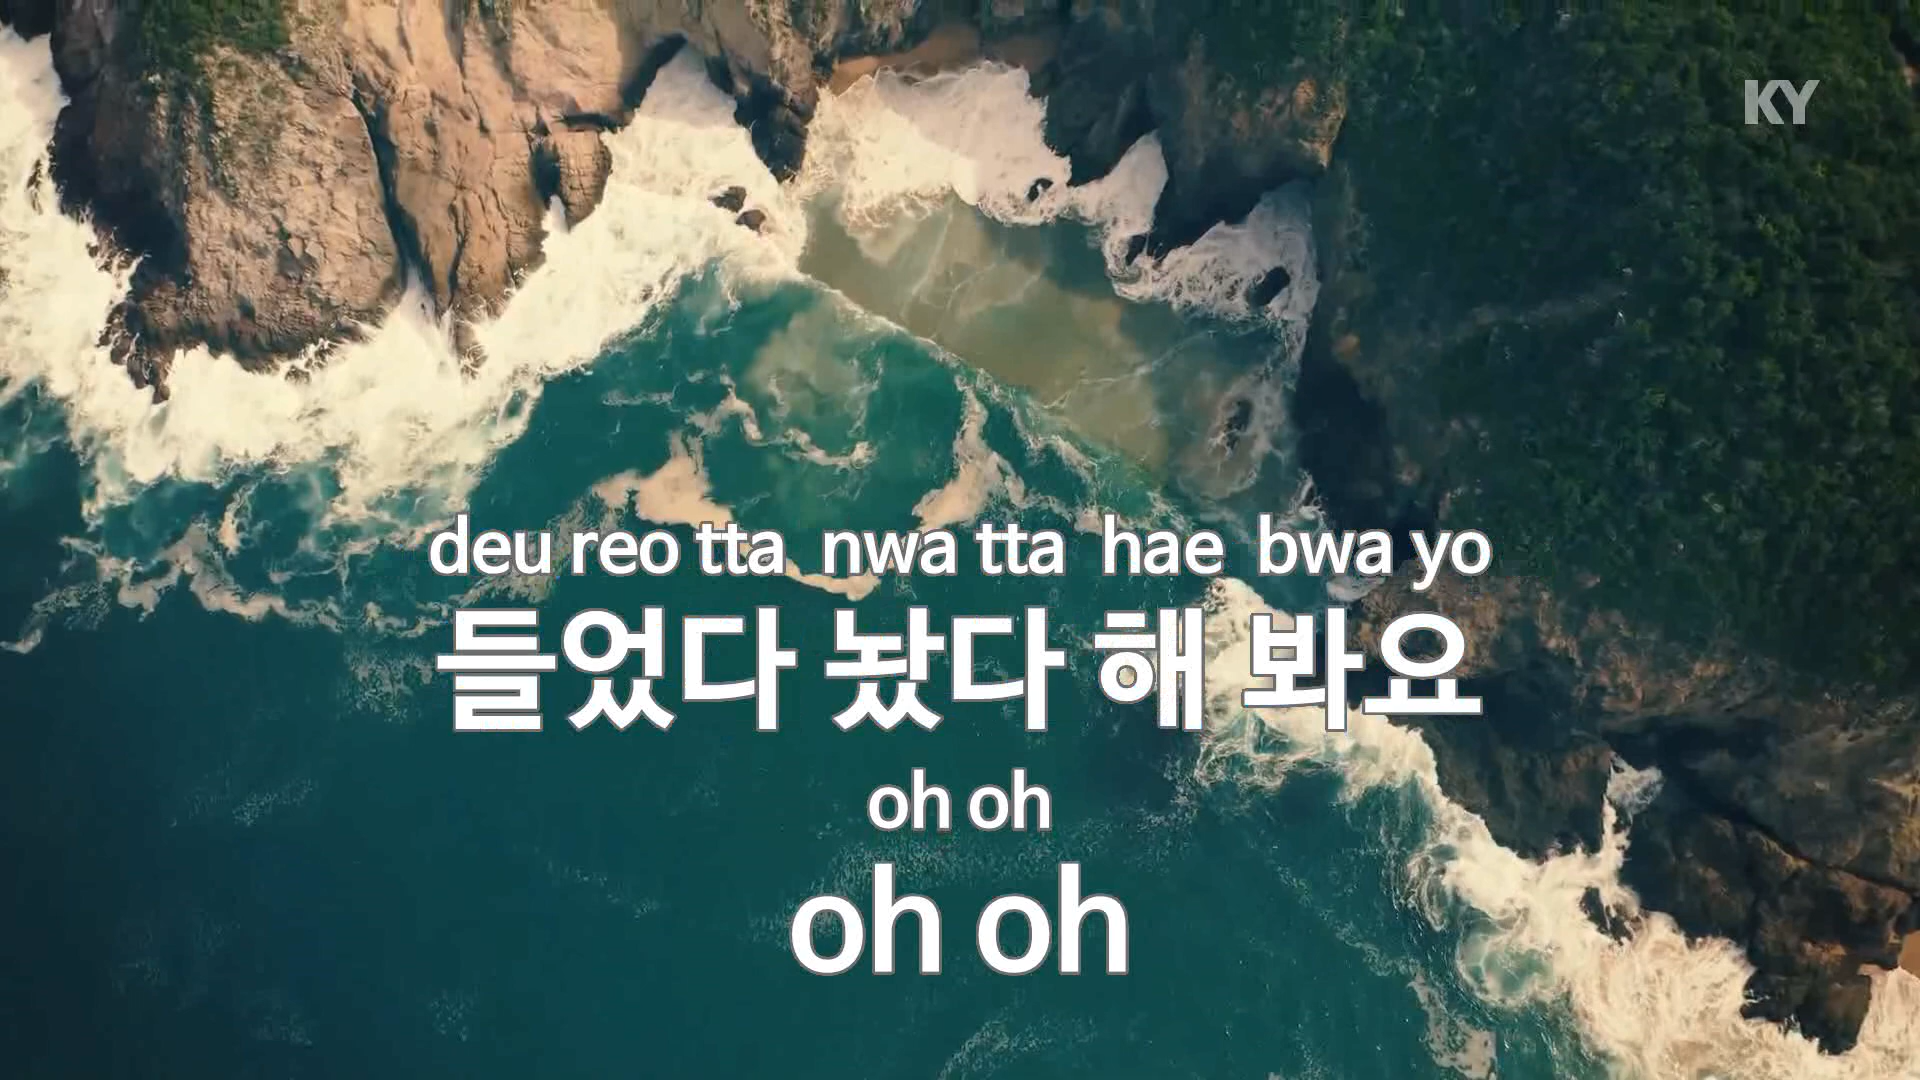 KY
deu reo tta nwa tta hae bwa yo
들었다 놨다 해 봐요
oh oh
oh oh